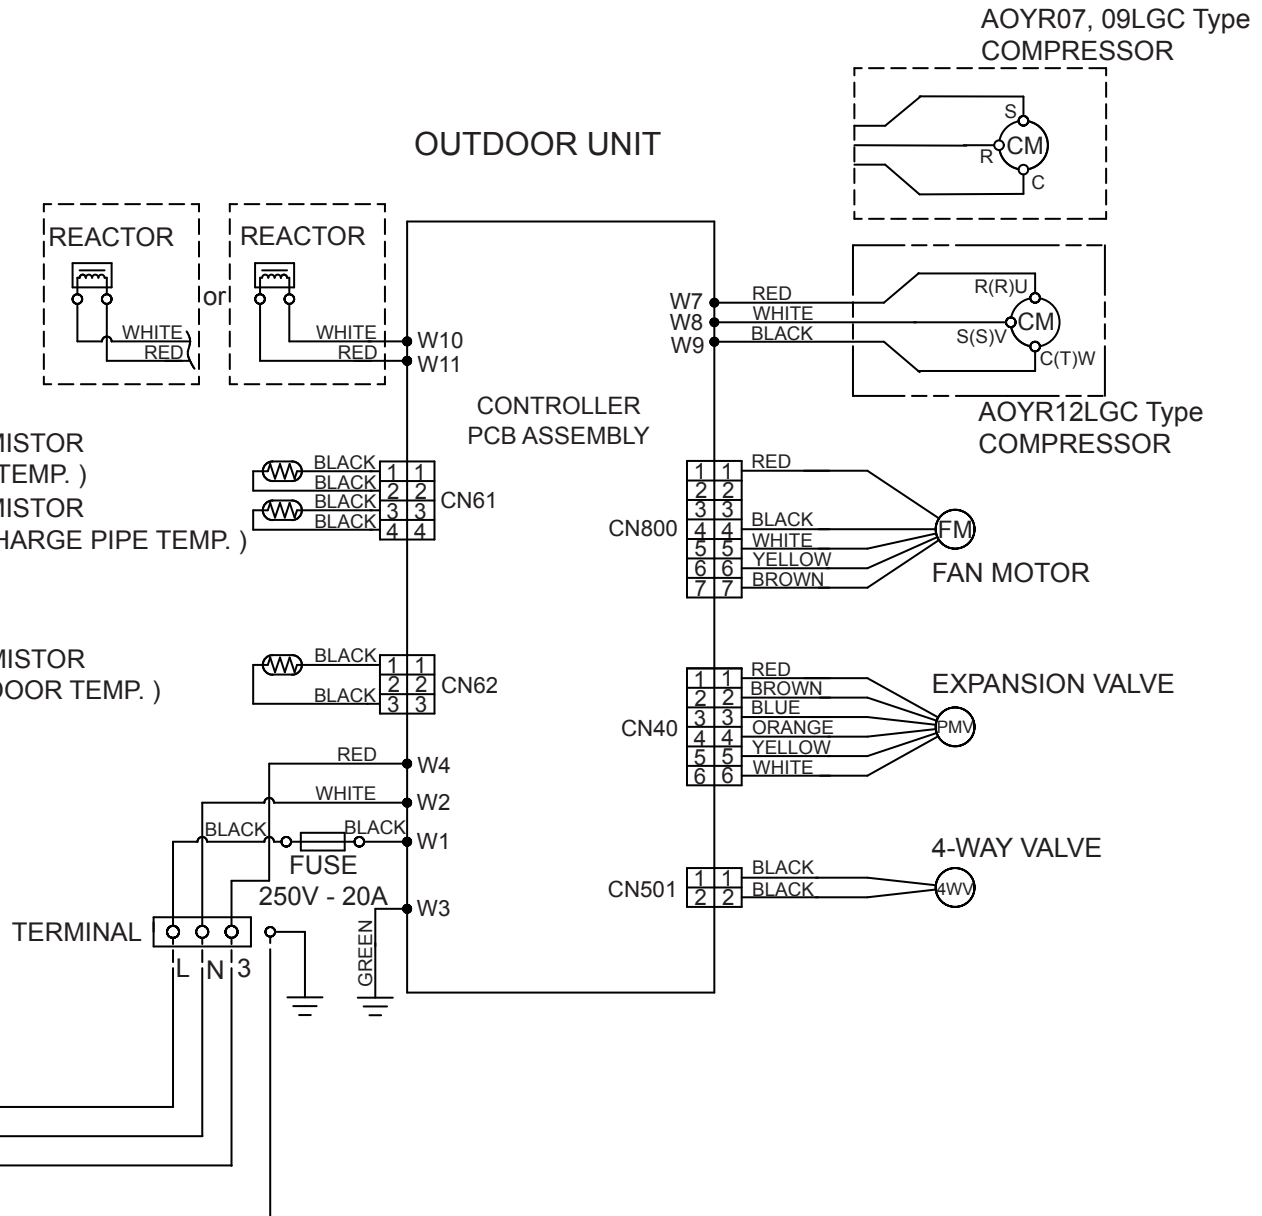 AOYR07, 09LGC Type
COMPRESSOR
S
R
CM
C
OUTDOOR UNIT
REACTOR
WHITE
RED
or
REACTOR
WHITE
RED
W10
W11
W7
W8
W9
RED
WHITE
BLACK
R(R)U
S(S)V
CM
C(T)W
AOYR12LGC Type
COMPRESSOR
CONTROLLER
PCB ASSEMBLY
MISTOR
TEMP. )
MISTOR
HARGE PIPE TEMP. )
BLACK
BLACK
BLACK
BLACK
1 1
2 2
3 3
4 4
CN61
CN800
1 1
2 2
3 3
4 4
5 5
6 6
7 7
RED
BLACK
WHITE
YELLOW
BROWN
FM
FAN MOTOR
MISTOR
DOOR TEMP. )
BLACK
BLACK
1 1
2 2
3 3
CN62
CN40
1 1
2 2
3 3
4 4
5 5
6 6
RED
BROWN
BLUE
ORANGE
YELLOW
WHITE
EXPANSION VALVE
PMV
RED
W4
WHITE
W2
BLACK
BLACK
W1
FUSE
250V - 20A
W3
GREEN
CN501
1 1
2 2
BLACK
BLACK
4-WAY VALVE
4WV
TERMINAL
L N 3